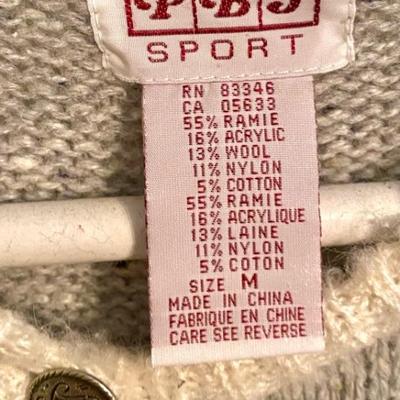 PBJ
SPORT
RN 83346
CA 05633
55% RAMIE
16% ACRYLIC
13% WOOL
11% NYLON
5% COTTON
55% RAMIE
16% ACRYLIQUE
13% LAINE
11% NYLON
5% COTON
SIZE M
MADE IN CHINA
FABRIQUE EN CHINE
CARE SEE REVERSE